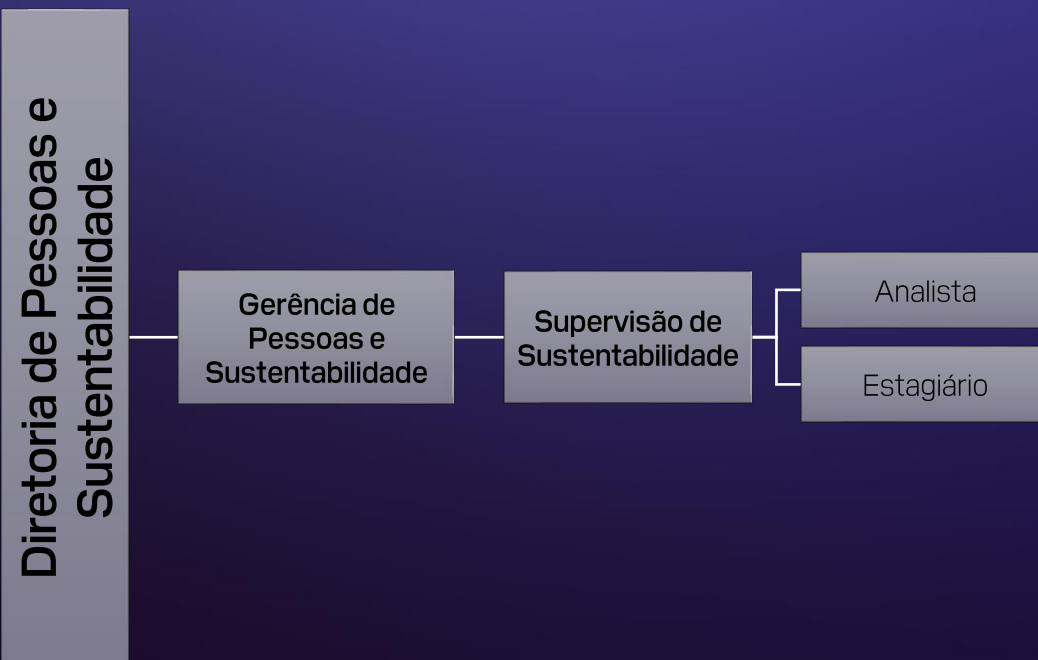 Diretoria de Pessoas e
Sustentabilidade
Gerência de
Pessoas e
Sustentabilidade
Supervisão de
Sustentabilidade
Analista
Estagiário